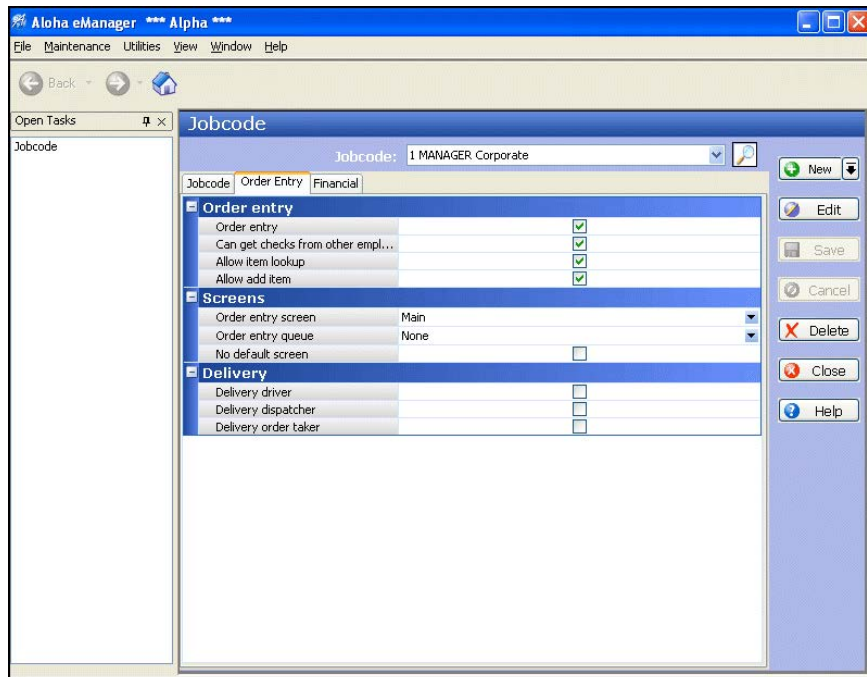 Aloha eManager *** Alpha ***
File Maintenance Utilities View Window Help
Back
Open Tasks
Jobcode
Jobcode
Jobcode: 1 MANAGER Corporate
Jobcode Order Entry Financial
Order entry
Order entry
Can get checks from other empl...
Allow item lookup
Allow add item
Screens
Order entry screen Main
Order entry queue None
No default screen
Delivery
Delivery driver
Delivery dispatcher
Delivery order taker
New
Edit
Save
Cancel
Delete
Close
Help